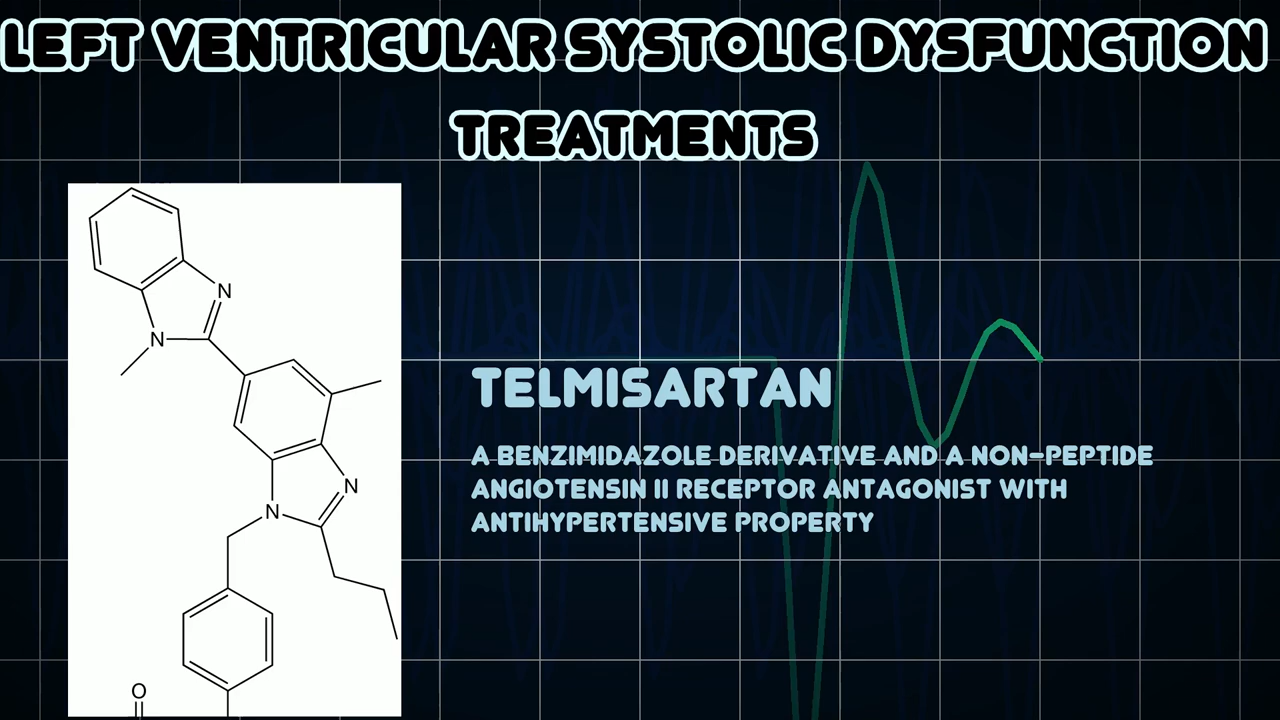 LEFT VENTRICULAR SYSTOLIC DYSFUNCTION
TREATMENTS
N
N
TELMISARTAN
A BENZIMIDAZOLE DERIVATIVE AND A NON-PEPTIDE
ANGIOTENSIN II RECEPTOR ANTAGONIST WITH
ANTIHYPERTENSIVE PROPERTY
N
N
O